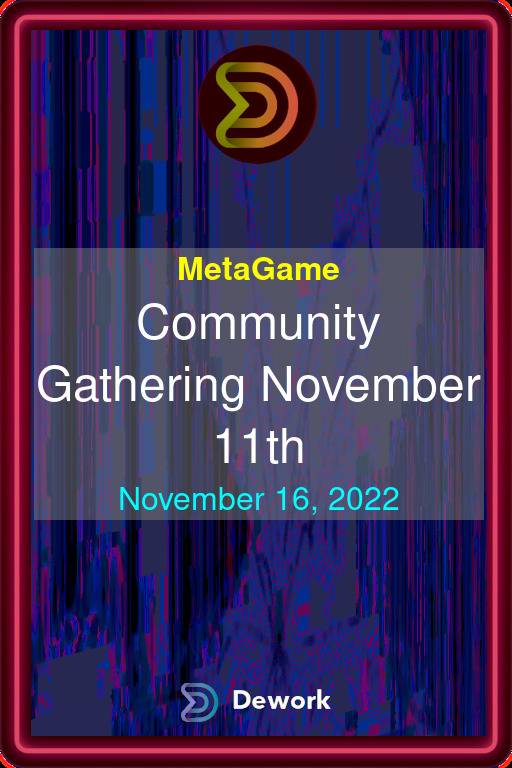 MetaGame
Community
Gathering November
11th
November 16, 2022
Dework